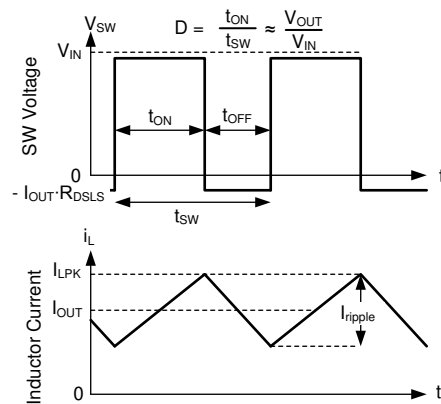 V_SW
D = t_ON / t_SW ≈ V_OUT / V_IN
V_IN
SW Voltage
t_ON
t_OFF
0
t
- I_OUT·R_DSLS
t_SW
i_L
I_LPK
I_OUT
Inductor Current
I_ripple
0
t